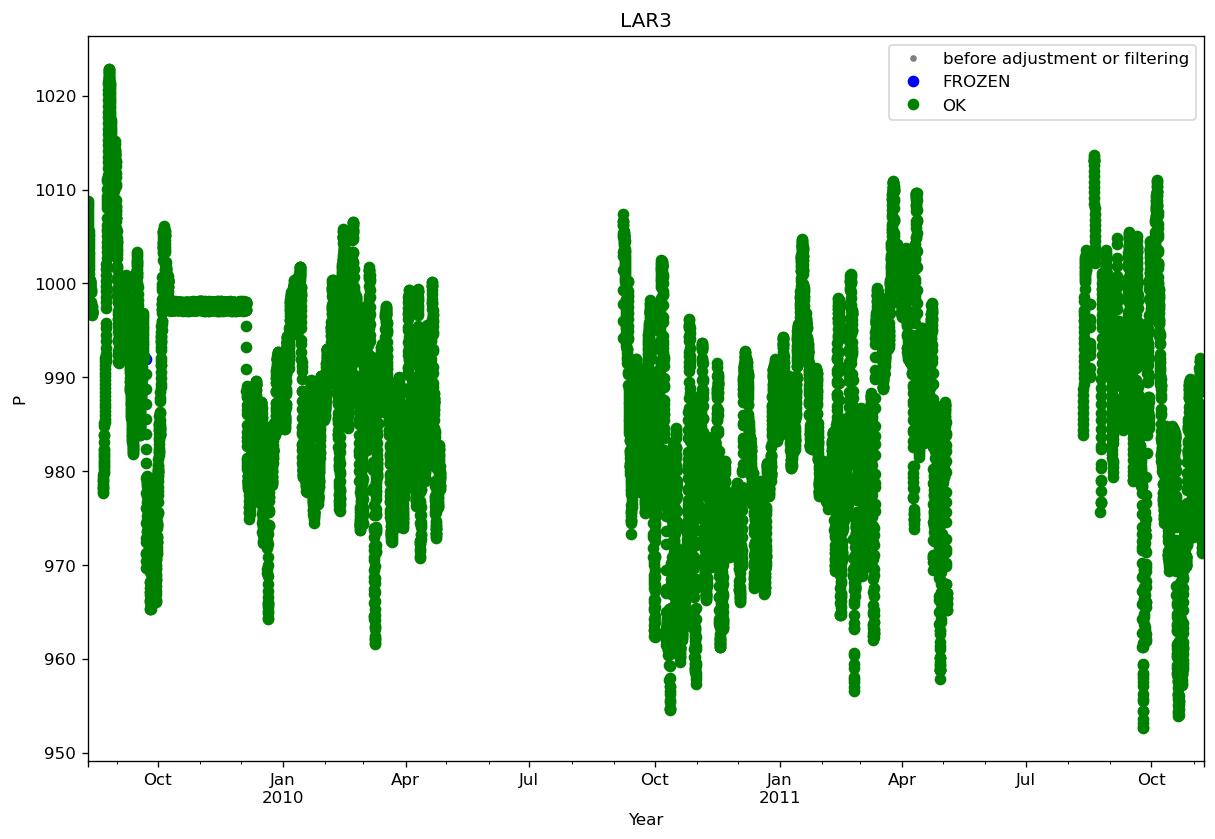 LAR3
before adjustment or filtering
FROZEN
OK
1020
1010
1000
990
980
970
960
950
P
Oct
Jan
2010
Apr
Jul
Oct
Jan
2011
Apr
Jul
Oct
Year